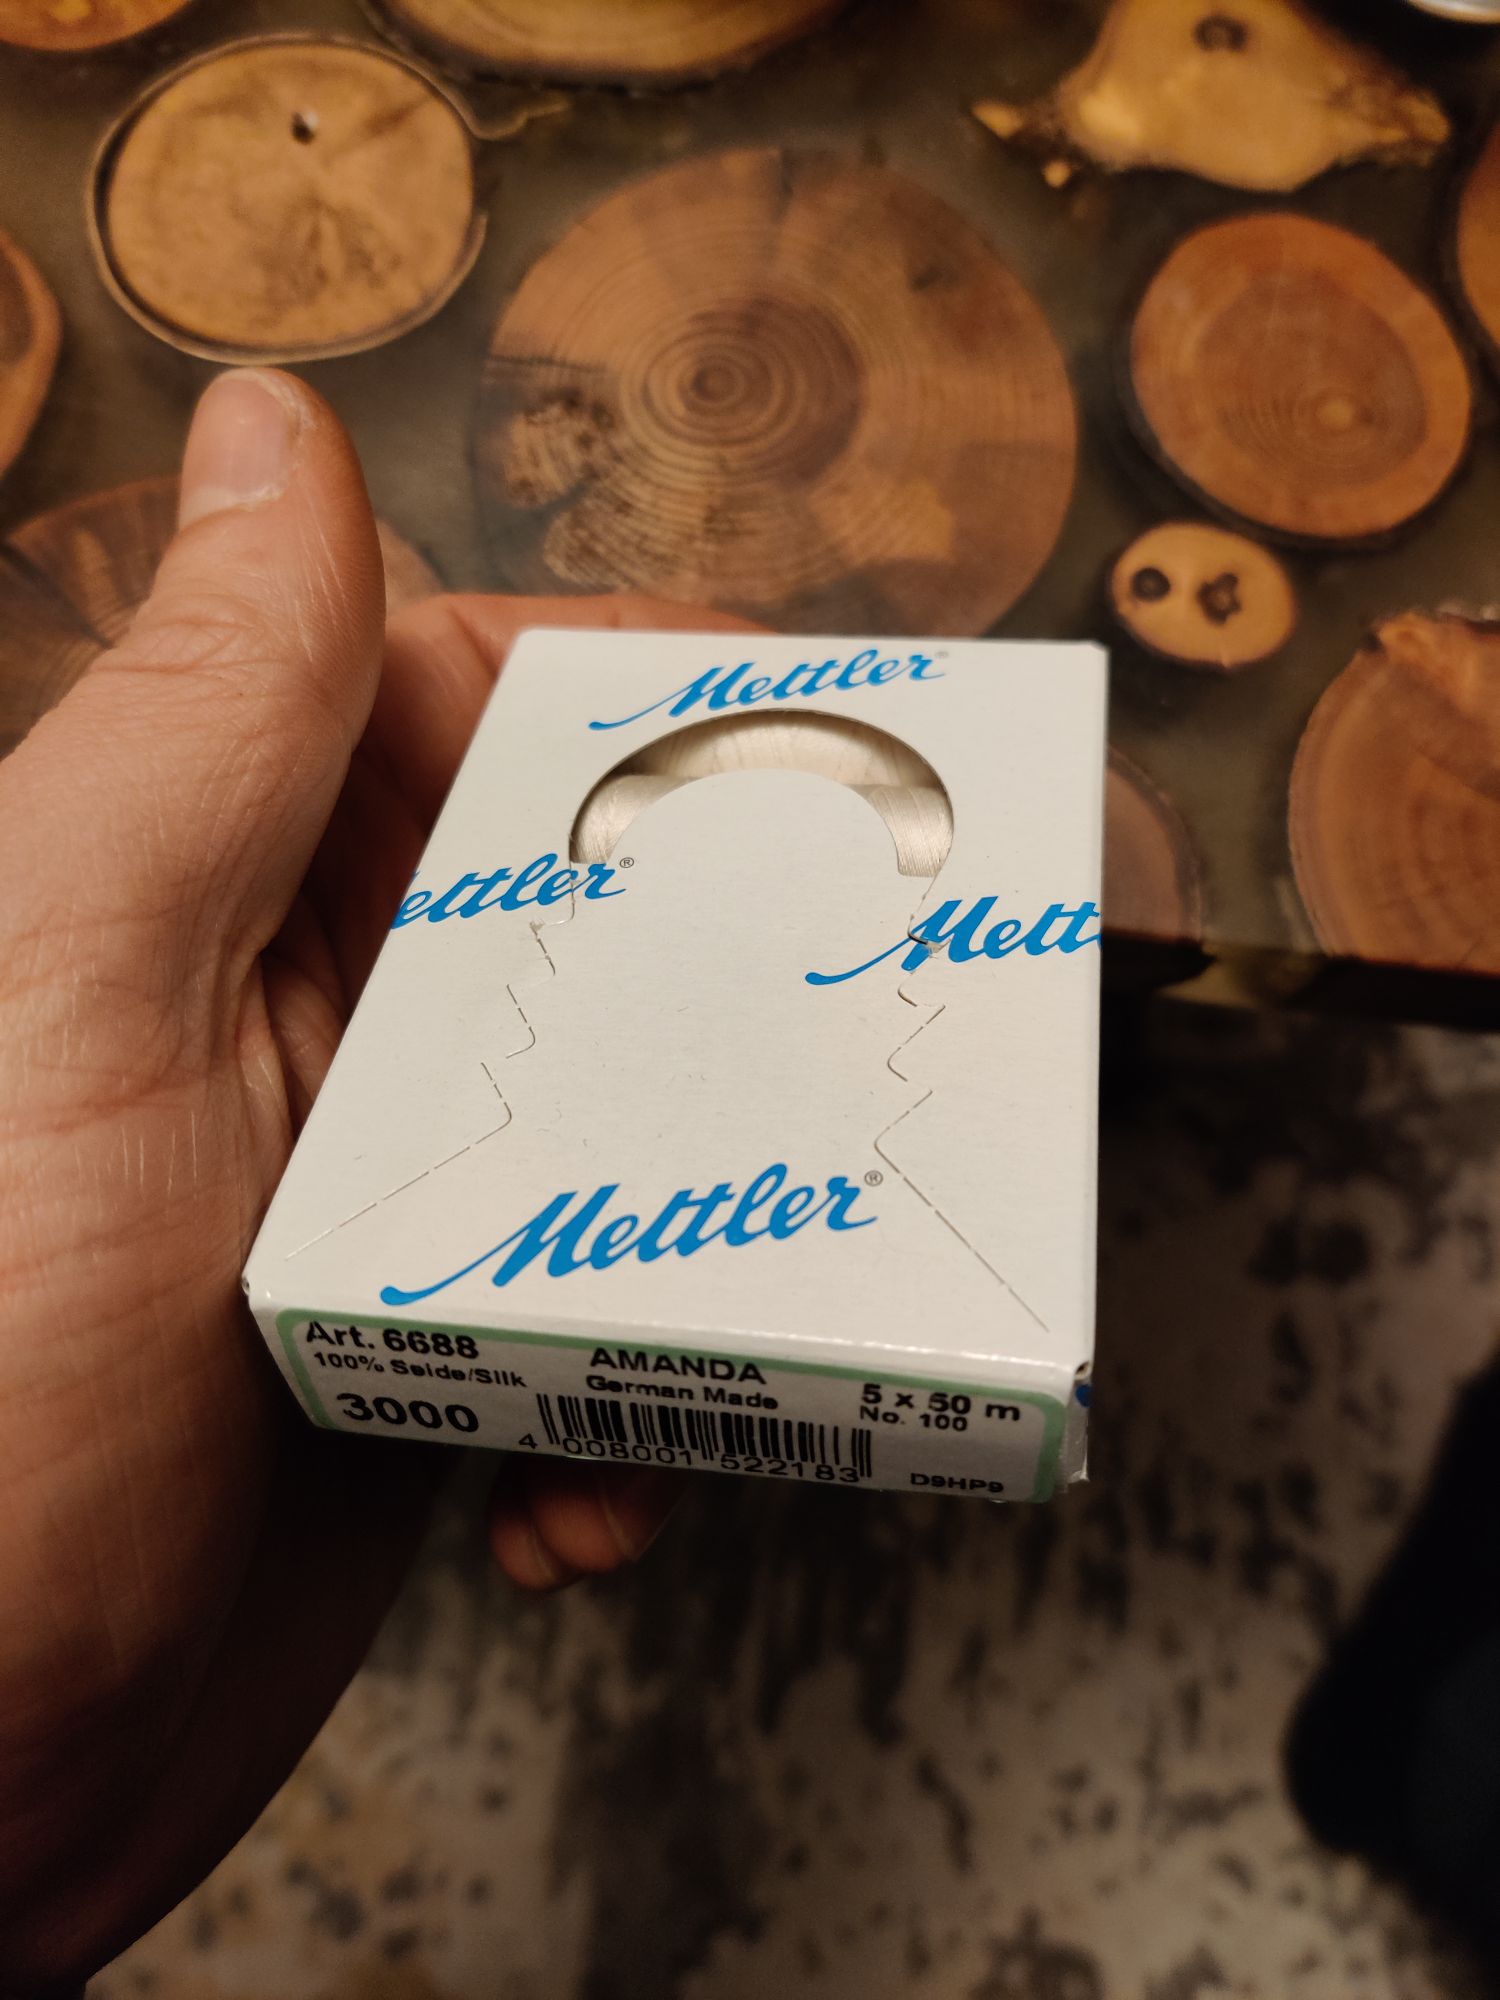 Mettler®
ettler®
Mettl
Mettler®
Art. 6688
100% Seide/Silk
3000
AMANDA
German Made
5 x 50 m
No. 100
4 008001 522183
D9HP9